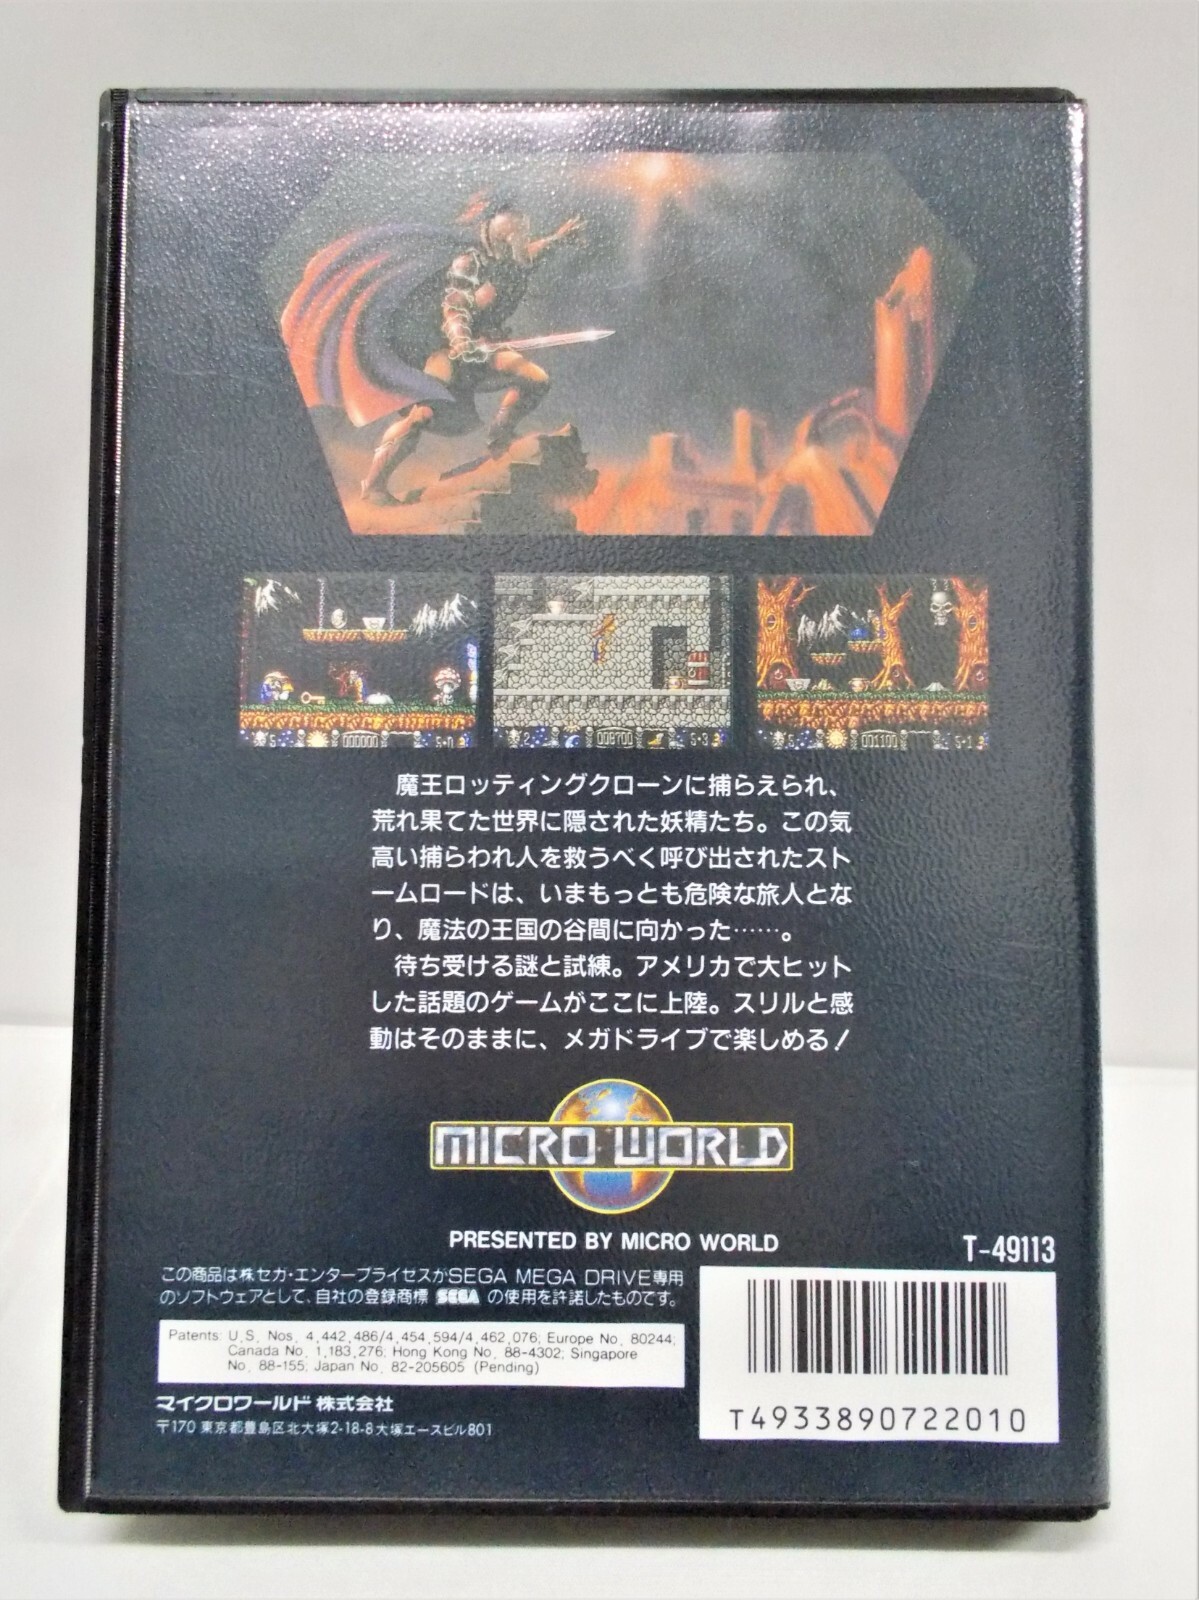 5 000000 5-0
2 008700 5-3
5 001100 5-1
魔王ロッティングクローンに捕らえられ、
荒れ果てた世界に隠された妖精たち。この気
高い捕らわれ人を救うべく呼び出されたスト
ームロードは、いまもっとも危険な旅人とな
り、魔法の王国の谷間に向かった……。
待ち受ける謎と試練。アメリカで大ヒット
した話題のゲームがここに上陸。スリルと感
動はそのままに、メガドライブで楽しめる！
MICRO WORLD
PRESENTED BY MICRO WORLD
T-49113
この商品は株セガ・エンタープライゼスがSEGA MEGA DRIVE専用
のソフトウェアとして、自社の登録商標 SEGA の使用を許諾したものです。
Patents: U.S. Nos. 4,442,486/4,454,594/4,462,076; Europe No. 80244;
Canada No. 1,183,276; Hong Kong No. 88-4302; Singapore
No. 88-155; Japan No. 82-205605 (Pending)
マイクロワールド 株式会社
〒170 東京都豊島区北大塚2-18-8大塚エースビル801
T4933890722010